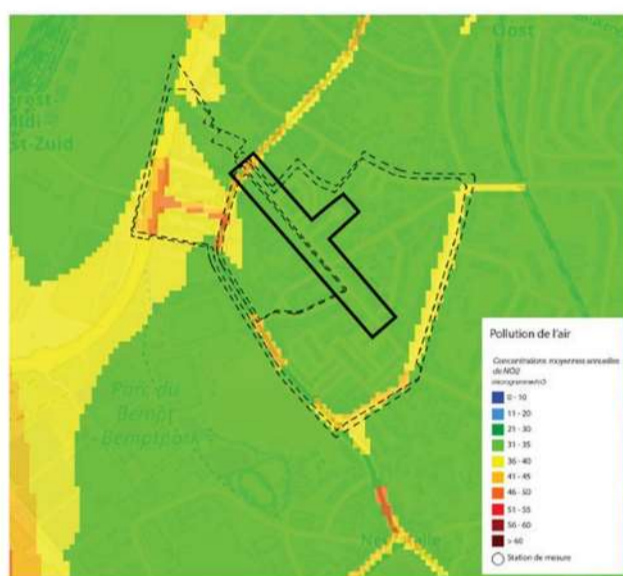 Oost
Forest-
st-Zuid
Parc du
Bempt
- Bemptpark
Pollution de l'air
Concentrations moyennes annuelles
de NO2
microgramme/m3
0 - 10
11 - 20
21 - 30
31 - 35
36 - 40
41 - 45
46 - 50
51 - 55
56 - 60
> 60
Station de mesure